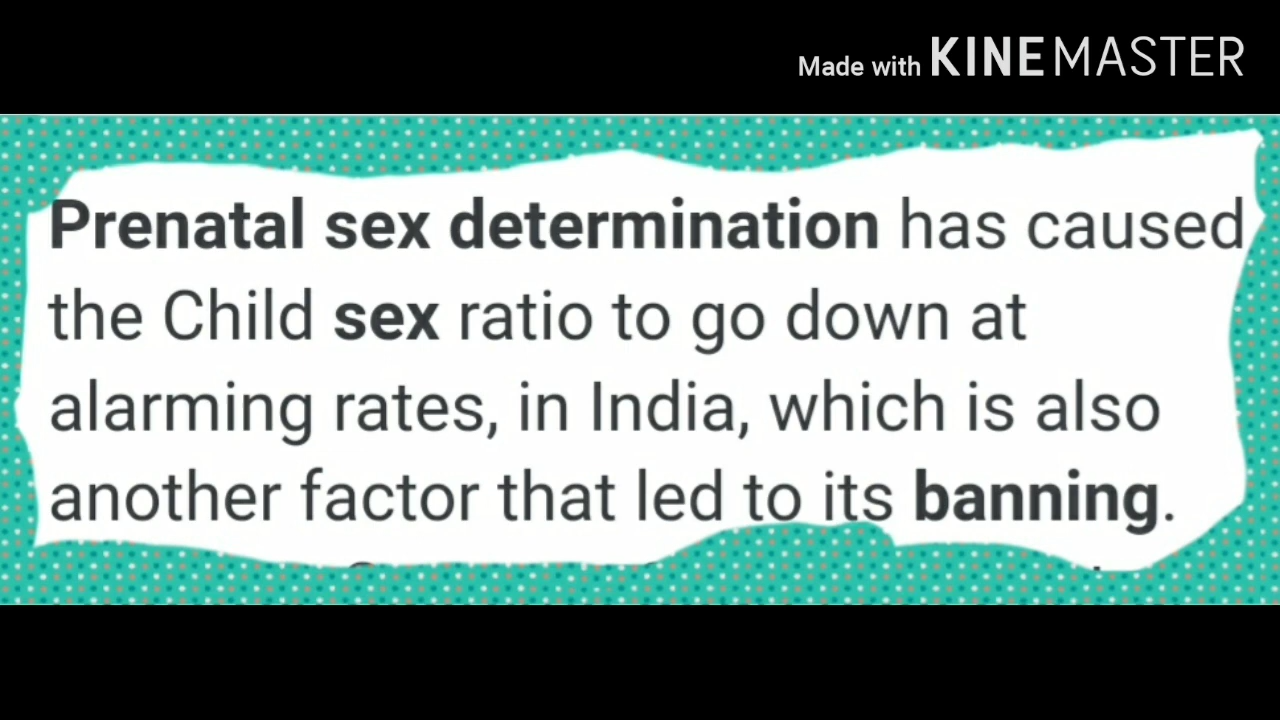 Made with KINEMASTER
Prenatal sex determination has caused
the Child sex ratio to go down at
alarming rates, in India, which is also
another factor that led to its banning.